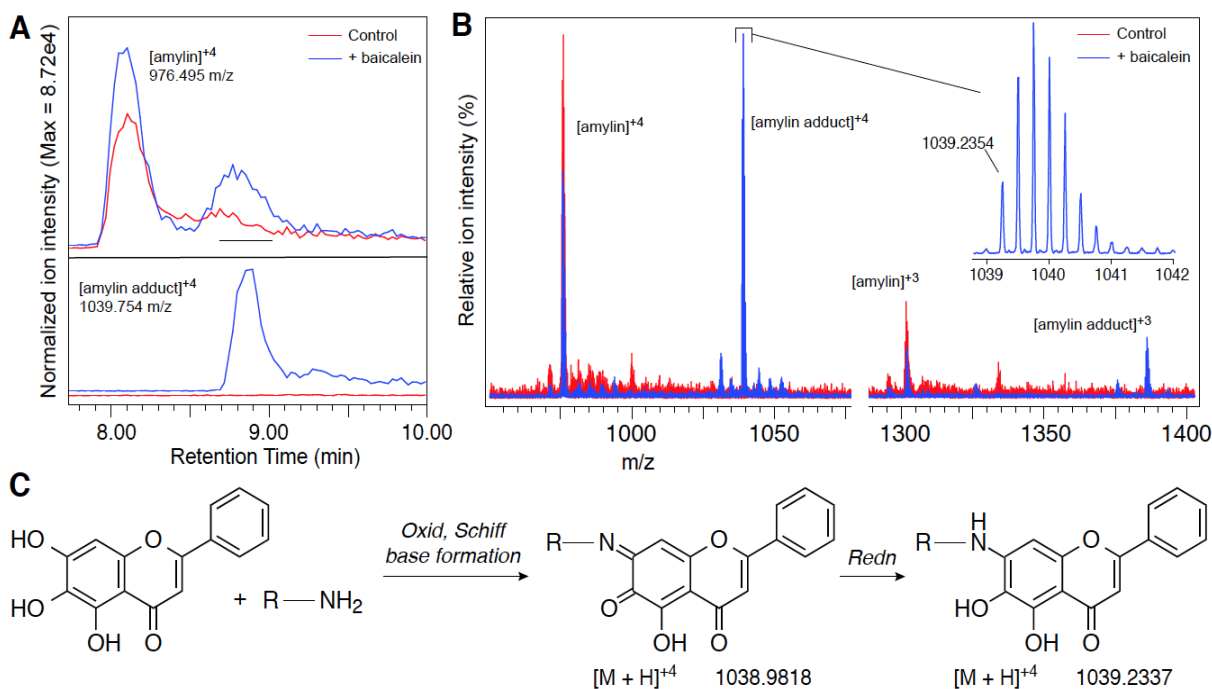 A
Normalized ion intensity (Max = 8.72e4)
[amylin]+4
976.495 m/z
Control
+ baicalein
[amylin adduct]+4
1039.754 m/z
8.00
9.00
10.00
Retention Time (min)
B
Relative ion intensity (%)
[amylin]+4
[amylin adduct]+4
1039.2354
Control
+ baicalein
1039
1040
1041
1042
[amylin]+3
[amylin adduct]+3
1000
1050
1300
1350
1400
m/z
C
HO
HO
OH
O
O
+
R
NH2
Oxid, Schiff
base formation
R
N
O
O
OH
O
[M + H]+4 1038.9818
Redn
R
H
N
O
HO
OH
O
[M + H]+4 1039.2337